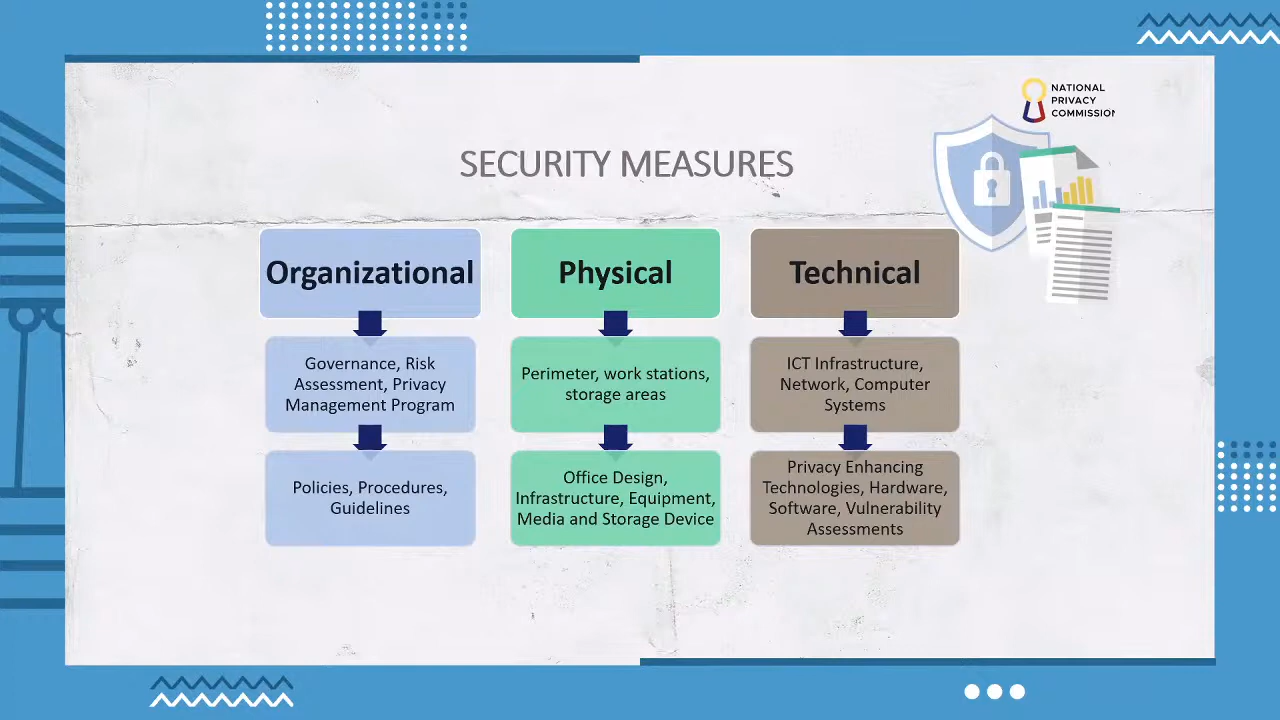 NATIONAL
PRIVACY
COMMISSION
SECURITY MEASURES
Organizational
Governance, Risk
Assessment, Privacy
Management Program
Policies, Procedures,
Guidelines
Physical
Perimeter, work stations,
storage areas
Office Design,
Infrastructure, Equipment,
Media and Storage Device
Technical
ICT Infrastructure,
Network, Computer
Systems
Privacy Enhancing
Technologies, Hardware,
Software, Vulnerability
Assessments